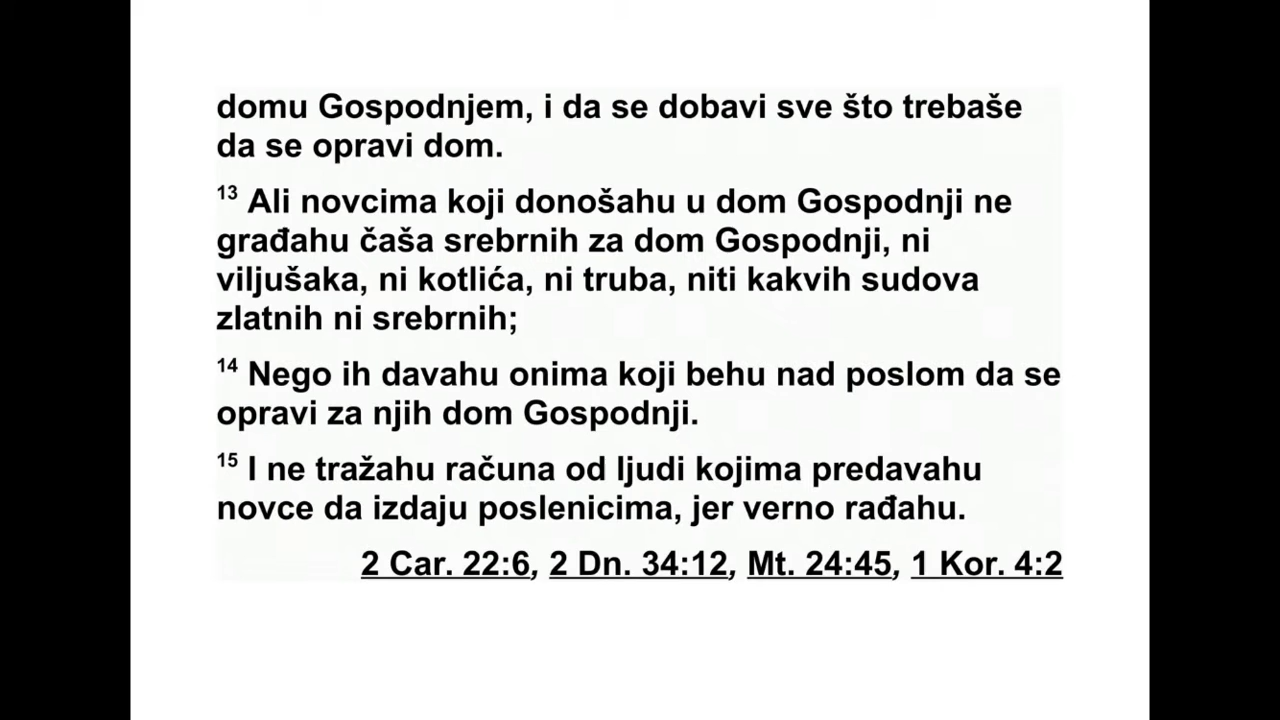 domu Gospodnjem, i da se dobavi sve što trebaše
da se opravi dom.
13 Ali novcima koji donošahu u dom Gospodnji ne
građahu čaša srebrnih za dom Gospodnji, ni
viljušaka, ni kotlića, ni truba, niti kakvih sudova
zlatnih ni srebrnih;
14 Nego ih davahu onima koji behu nad poslom da se
opravi za njih dom Gospodnji.
15 I ne tražahu računa od ljudi kojima predavahu
novce da izdaju poslenicima, jer verno rađahu.
2 Car. 22:6, 2 Dn. 34:12, Mt. 24:45, 1 Kor. 4:2